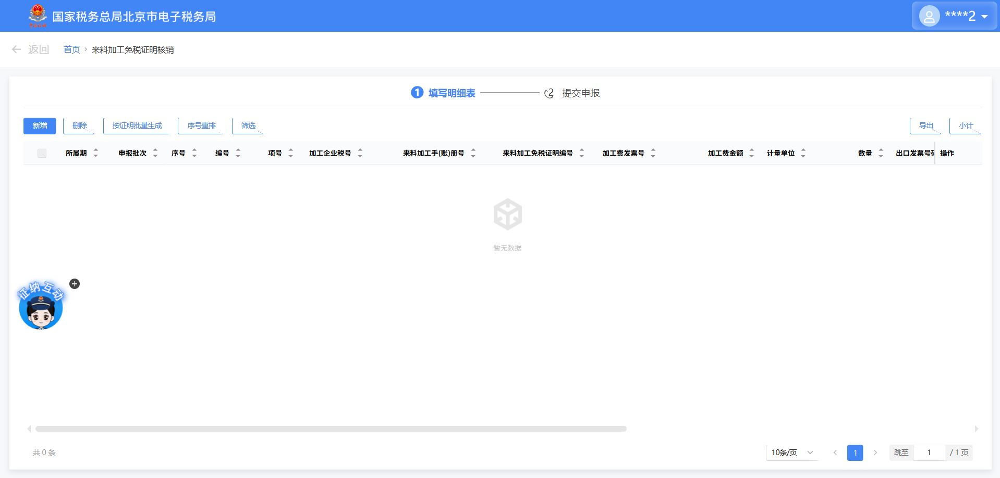 国家税务总局北京市电子税务局
****2
返回 首页 › 来料加工免税证明核销
1 填写明细表 2 提交申报
新增 删除 按证明批量生成 序号重排 筛选 导出 小计
所属期 申报批次 序号 编号 项号 加工企业税号 来料加工手(账)册号 来料加工免税证明编号 加工费发票号 加工费金额 计量单位 数量 出口发票号码 操作
暂无数据
征纳互动
共 0 条 10条/页 1 跳至 1 / 1 页